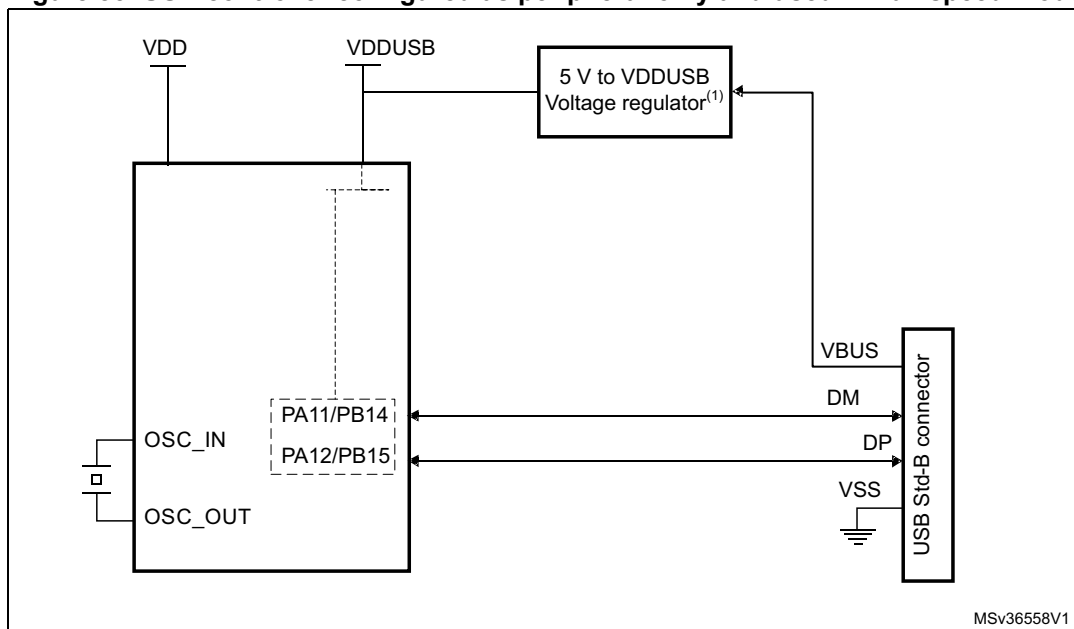 VDD
VDDUSB
5 V to VDDUSB
Voltage regulator(1)
VBUS
DM
PA11/PB14
OSC_IN
DP
PA12/PB15
VSS
OSC_OUT
USB Std-B connector
MSv36558V1